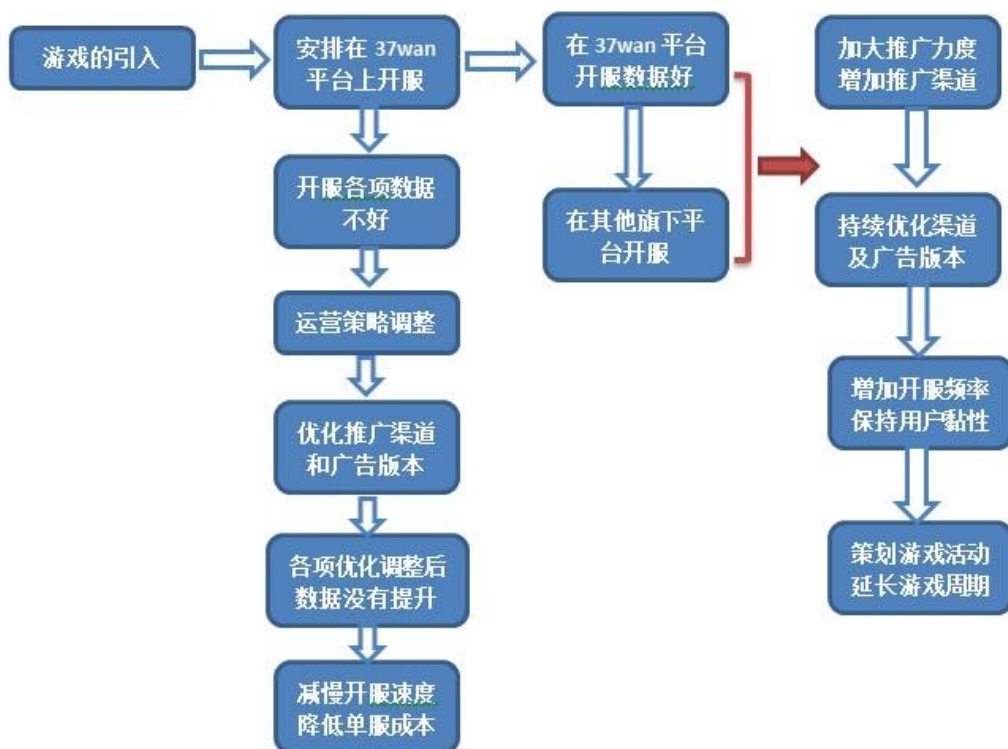 游戏的引入
安排在 37wan
平台上开服
在 37wan 平台
开服数据好
加大推广力度
增加推广渠道
开服各项数据
不好
在其他旗下平
台开服
持续优化渠道
及广告版本
运营策略调整
增加开服频率
保持用户黏性
优化推广渠道
和广告版本
各项优化调整后
数据没有提升
策划游戏活动
延长游戏周期
减慢开服速度
降低单服成本